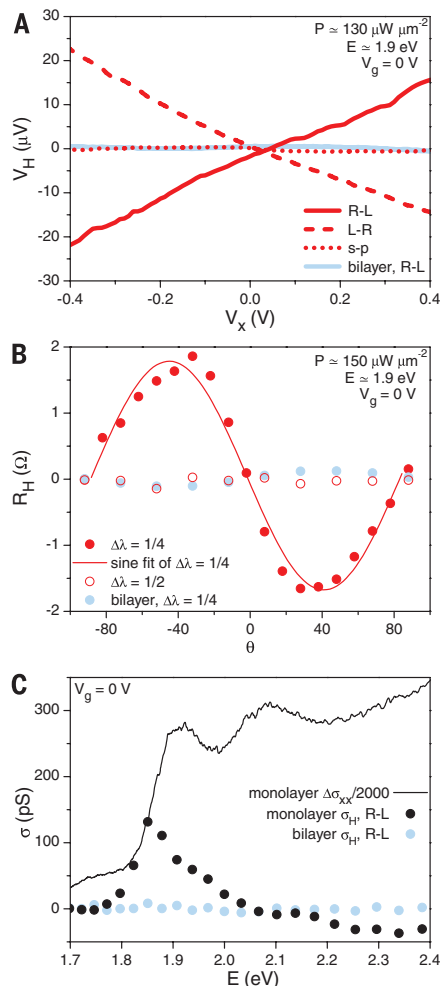 A
P ≃ 130 μW μm⁻²
E ≃ 1.9 eV
V_g = 0 V
30
20
10
0
-10
-20
-30
V_H (μV)
R-L
L-R
s-p
bilayer, R-L
-0.4 -0.2 0.0 0.2 0.4
V_x (V)
B
P ≃ 150 μW μm⁻²
E ≃ 1.9 eV
V_g = 0 V
2
1
0
-1
-2
R_H (Ω)
Δλ = 1/4
sine fit of Δλ = 1/4
Δλ = 1/2
bilayer, Δλ = 1/4
-80 -40 0 40 80
θ
C
V_g = 0 V
300
200
100
0
σ (pS)
monolayer Δσ_xx/2000
monolayer σ_H, R-L
bilayer σ_H, R-L
1.7 1.8 1.9 2.0 2.1 2.2 2.3 2.4
E (eV)